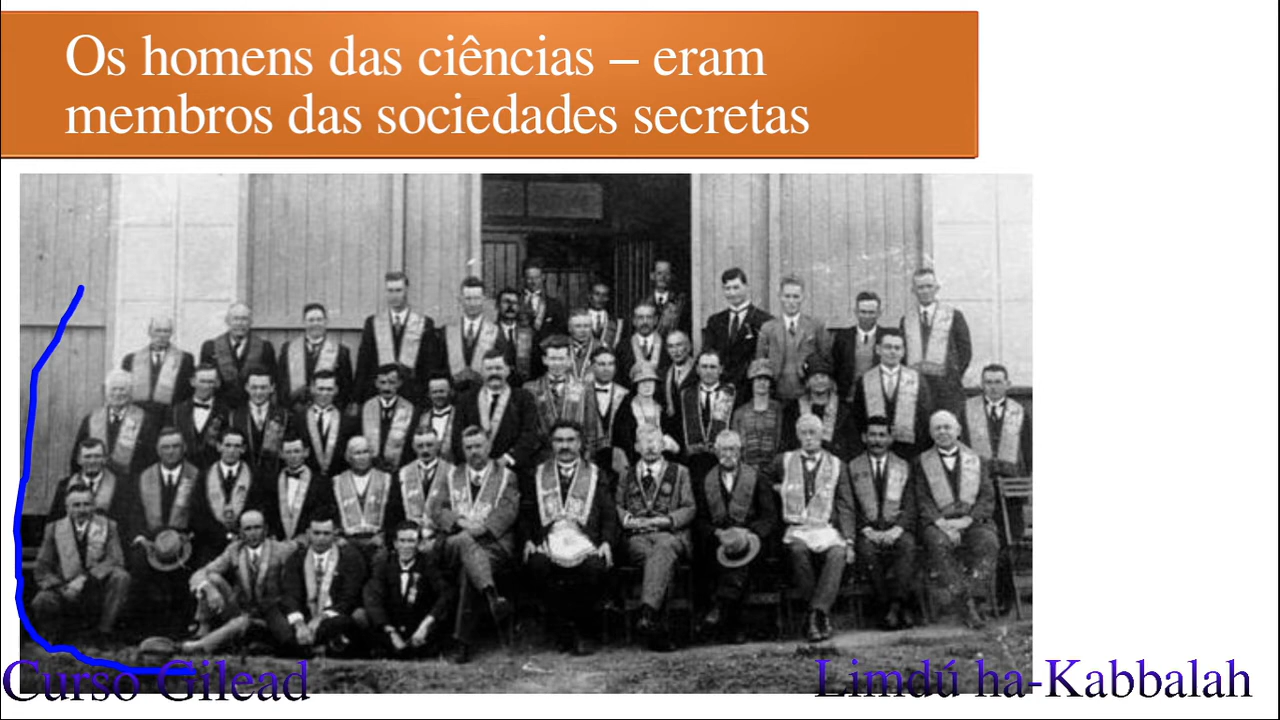 Os homens das ciências – eram
membros das sociedades secretas
Curso Gilead
Limdú ha-Kabbalah